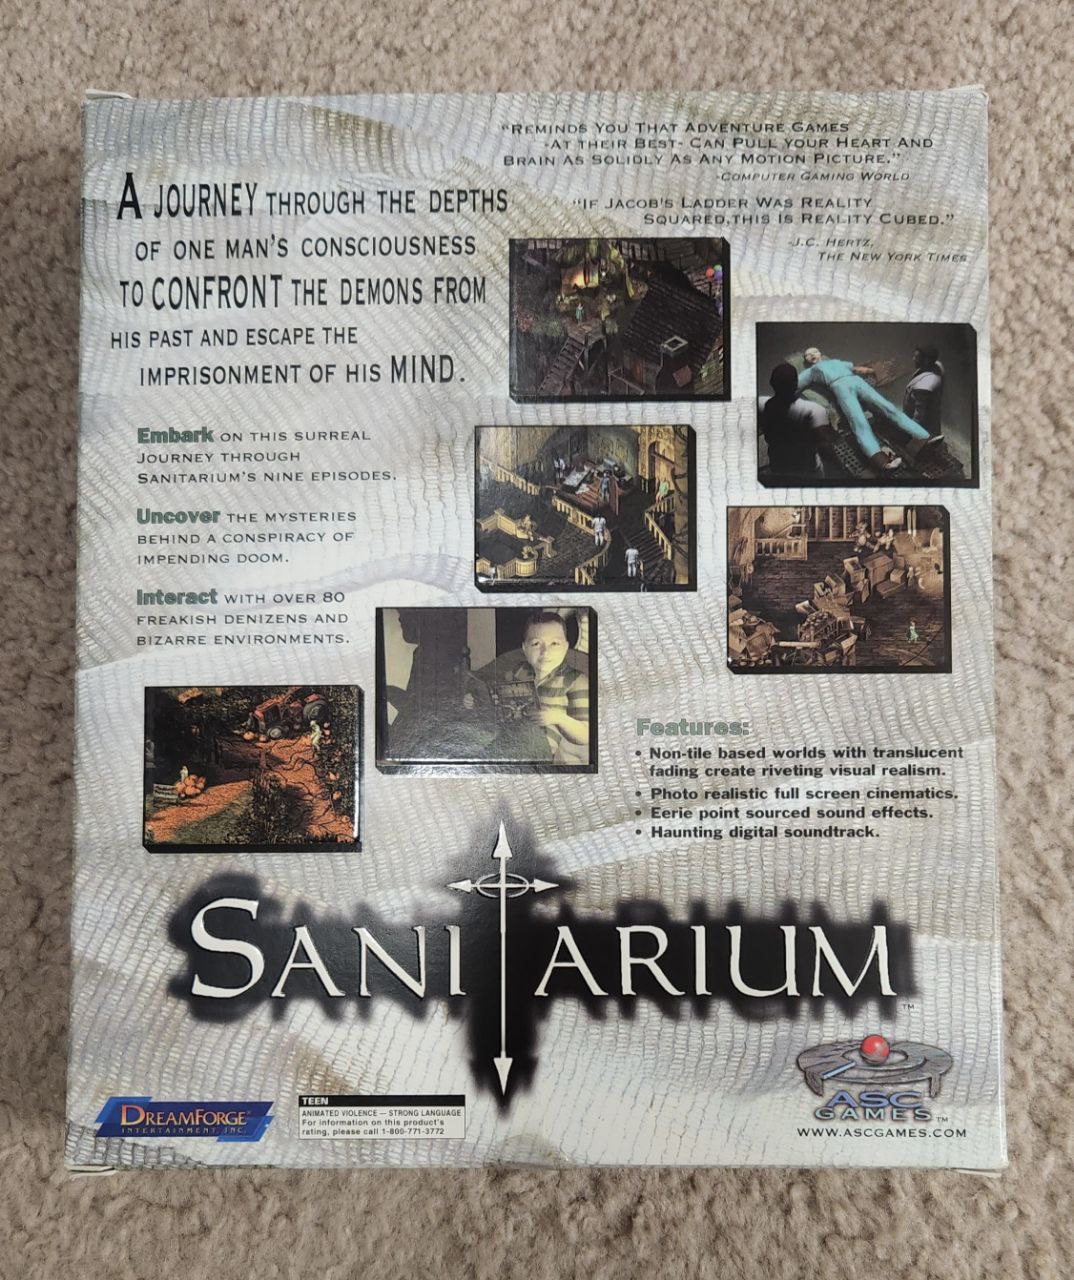 "REMINDS YOU THAT ADVENTURE GAMES
-AT THEIR BEST- CAN PULL YOUR HEART AND
BRAIN AS SOLIDLY AS ANY MOTION PICTURE."
-COMPUTER GAMING WORLD
"IF JACOB'S LADDER WAS REALITY
SQUARED,THIS IS REALITY CUBED."
-J.C. HERTZ,
THE NEW YORK TIMES
A JOURNEY THROUGH THE DEPTHS
OF ONE MAN'S CONSCIOUSNESS
TO CONFRONT THE DEMONS FROM
HIS PAST AND ESCAPE THE
IMPRISONMENT OF HIS MIND.
Embark ON THIS SURREAL
JOURNEY THROUGH
SANITARIUM'S NINE EPISODES.
Uncover THE MYSTERIES
BEHIND A CONSPIRACY OF
IMPENDING DOOM.
Interact WITH OVER 80
FREAKISH DENIZENS AND
BIZARRE ENVIRONMENTS.
Features:
• Non-tile based worlds with translucent
fading create riveting visual realism.
• Photo realistic full screen cinematics.
• Eerie point sourced sound effects.
• Haunting digital soundtrack.
SANITARIUM™
DREAMFORGE
ENTERTAINMENT, INC.
TEEN
ANIMATED VIOLENCE — STRONG LANGUAGE
For information on this product's
rating, please call 1-800-771-3772
ASC
GAMES™
WWW.ASCGAMES.COM